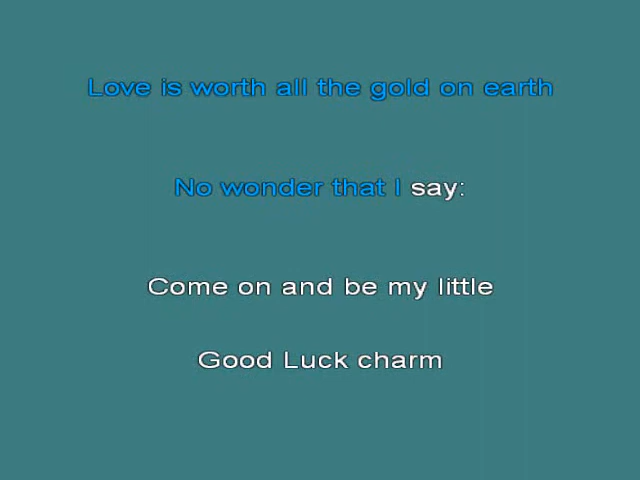 Love is worth all the gold on earth
No wonder that I say:
Come on and be my little
Good Luck charm